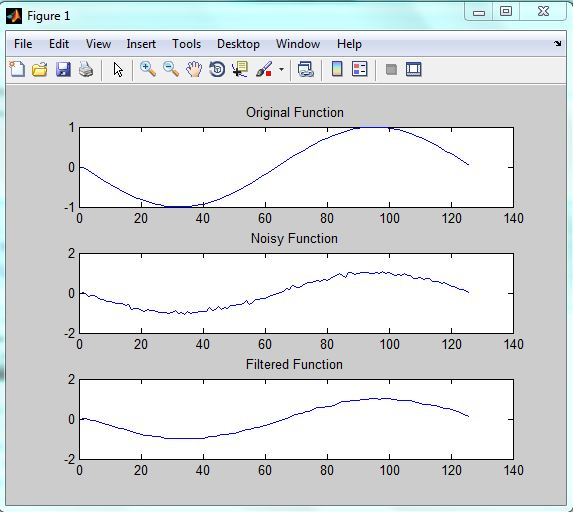 Figure 1
File Edit View Insert Tools Desktop Window Help
Original Function
1
0
-1
0 20 40 60 80 100 120 140
Noisy Function
2
0
-2
0 20 40 60 80 100 120 140
Filtered Function
2
0
-2
0 20 40 60 80 100 120 140